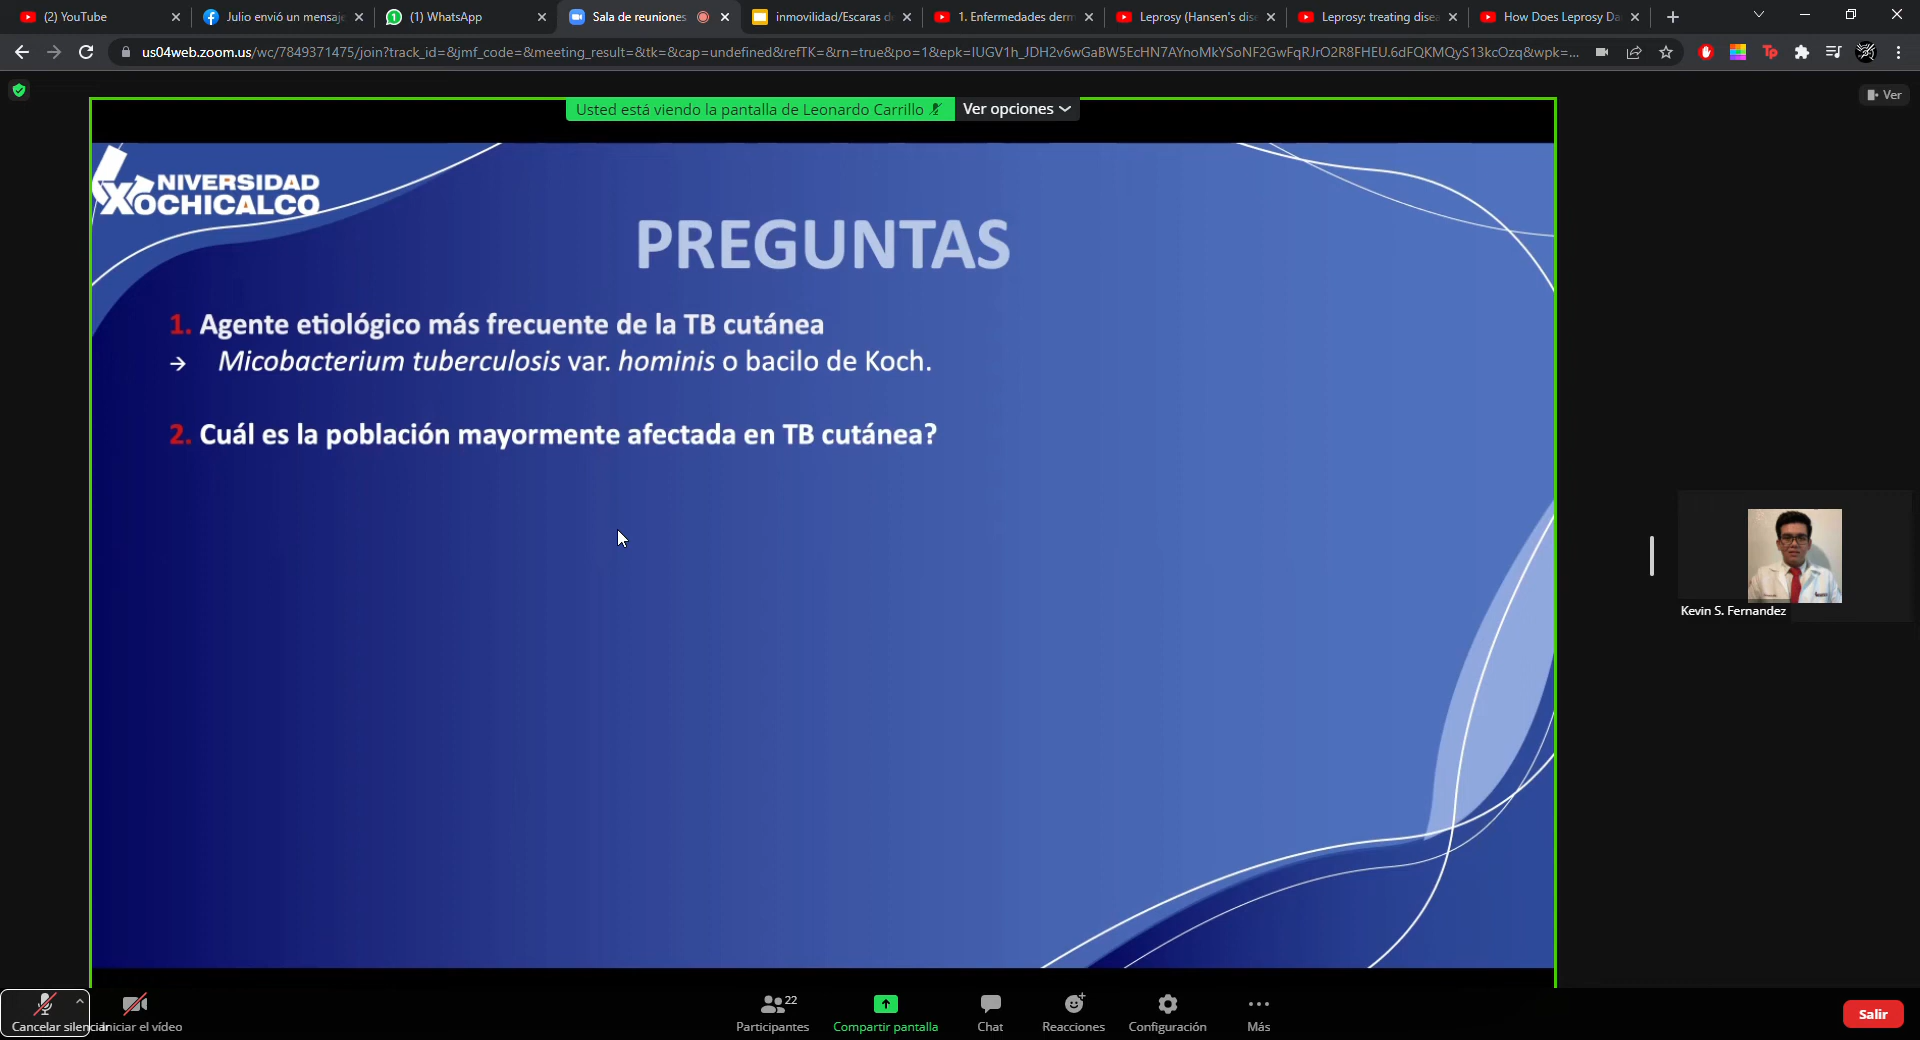 (2) YouTube
Julio envió un mensaje
(1) WhatsApp
Sala de reuniones
inmovilidad/Escaras d
1. Enfermedades derm
Leprosy (Hansen's dise
Leprosy: treating disea
How Does Leprosy Da
us04web.zoom.us/wc/7849371475/join?track_id=&jmf_code=&meeting_result=&tk=&cap=undefined&refTK=&rn=true&po=1&epk=IUGV1h_JDH2v6wGaBW5EcHN7AYnoMkYSoNF2GwFqRJrO2R8FHEU.6dFQKMQyS13kcOzq&wpk=...
Usted está viendo la pantalla de Leonardo Carrillo
Ver opciones
Ver
UNIVERSIDAD
XOCHICALCO
PREGUNTAS
1. Agente etiológico más frecuente de la TB cutánea
→ Micobacterium tuberculosis var. hominis o bacilo de Koch.
2. Cuál es la población mayormente afectada en TB cutánea?
Kevin S. Fernandez
Cancelar silenciar
Iniciar el vídeo
22
Participantes
Compartir pantalla
Chat
Reacciones
Configuración
Más
Salir